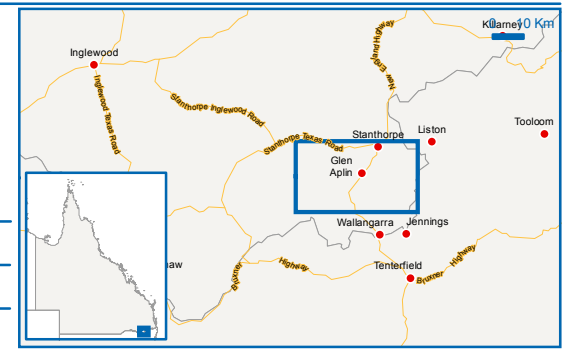 Killarney
0 10 Km
New England Highway
Inglewood
Inglewood Texas Road
Stanthorpe Inglewood Road
Stanthorpe Texas Road
Stanthorpe
Liston
Tooloom
Glen
Aplin
Wallangarra
Jennings
haw
Bruxner
Highway
Tenterfield
Bruxner
Highway